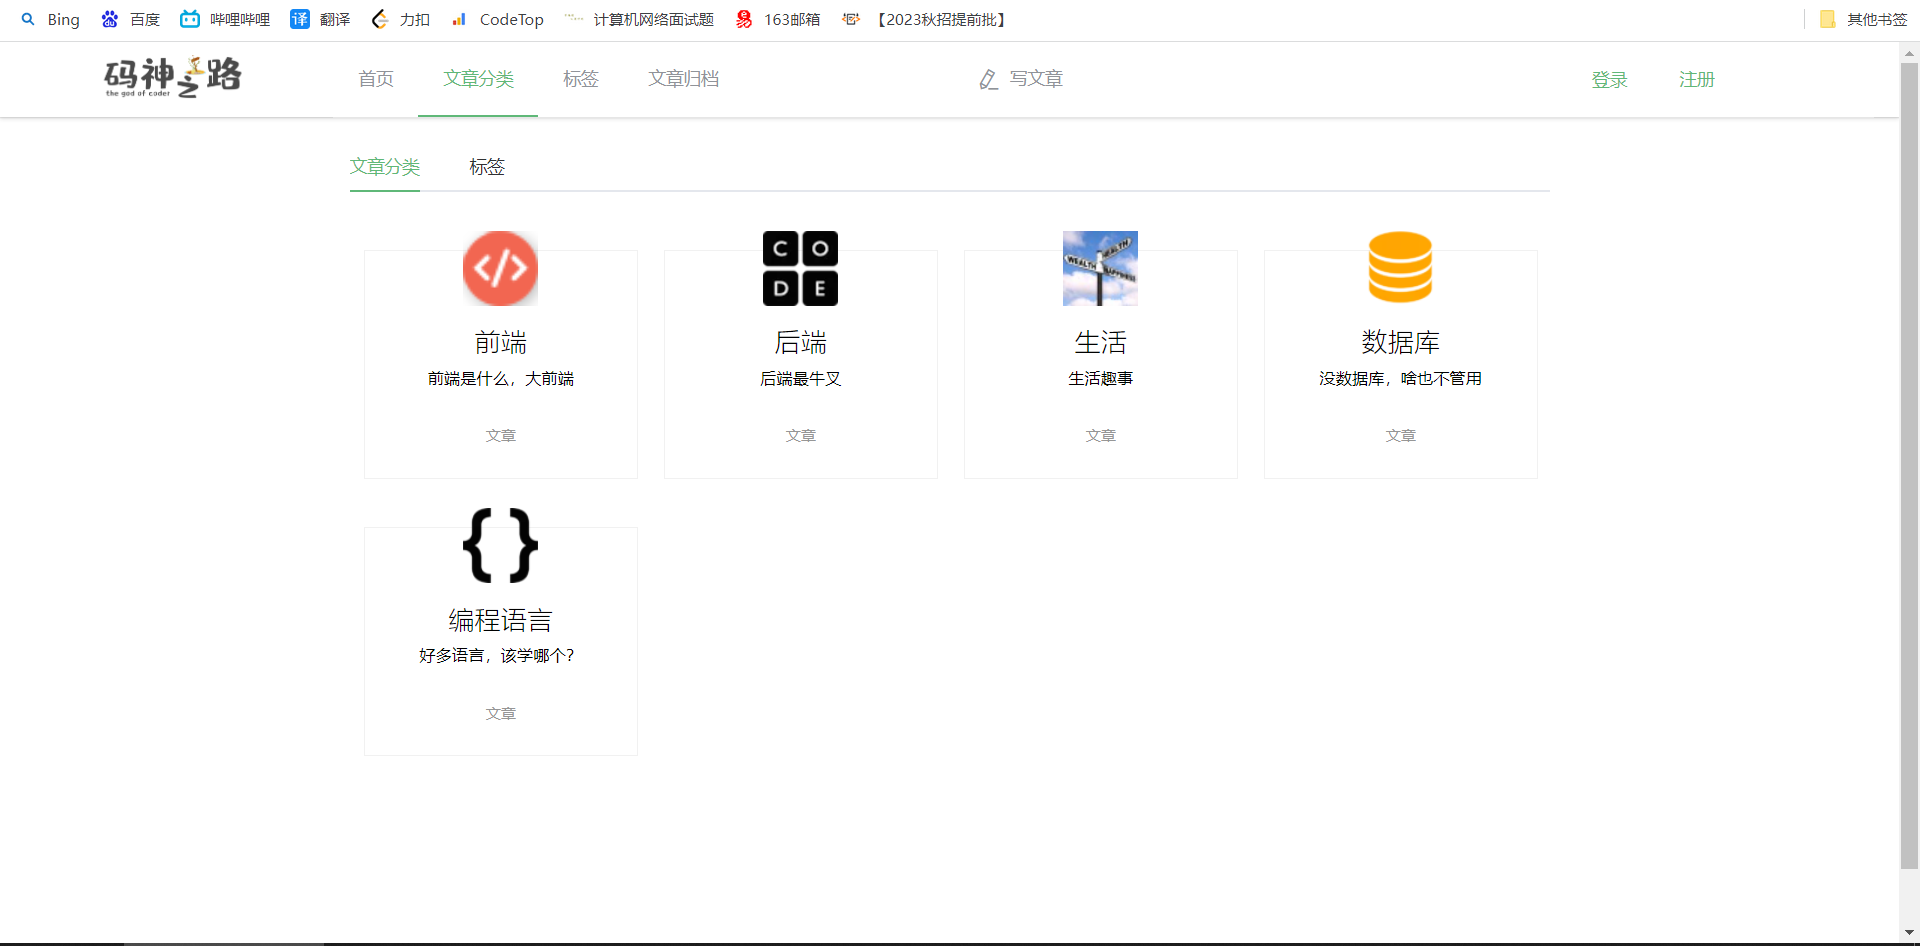 Bing 百度 哔哩哔哩 译 翻译 力扣 CodeTop 计算机网络面试题 163邮箱 【2023秋招提前批】 其他书签
码神之路 首页 文章分类 标签 文章归档 写文章 登录 注册
the god of coder
文章分类 标签
CODE
WEALTH HEALTH HAPPINESS
前端 后端 生活 数据库
前端是什么，大前端 后端最牛叉 生活趣事 没数据库，啥也不管用
文章 文章 文章 文章
编程语言
好多语言，该学哪个？
文章